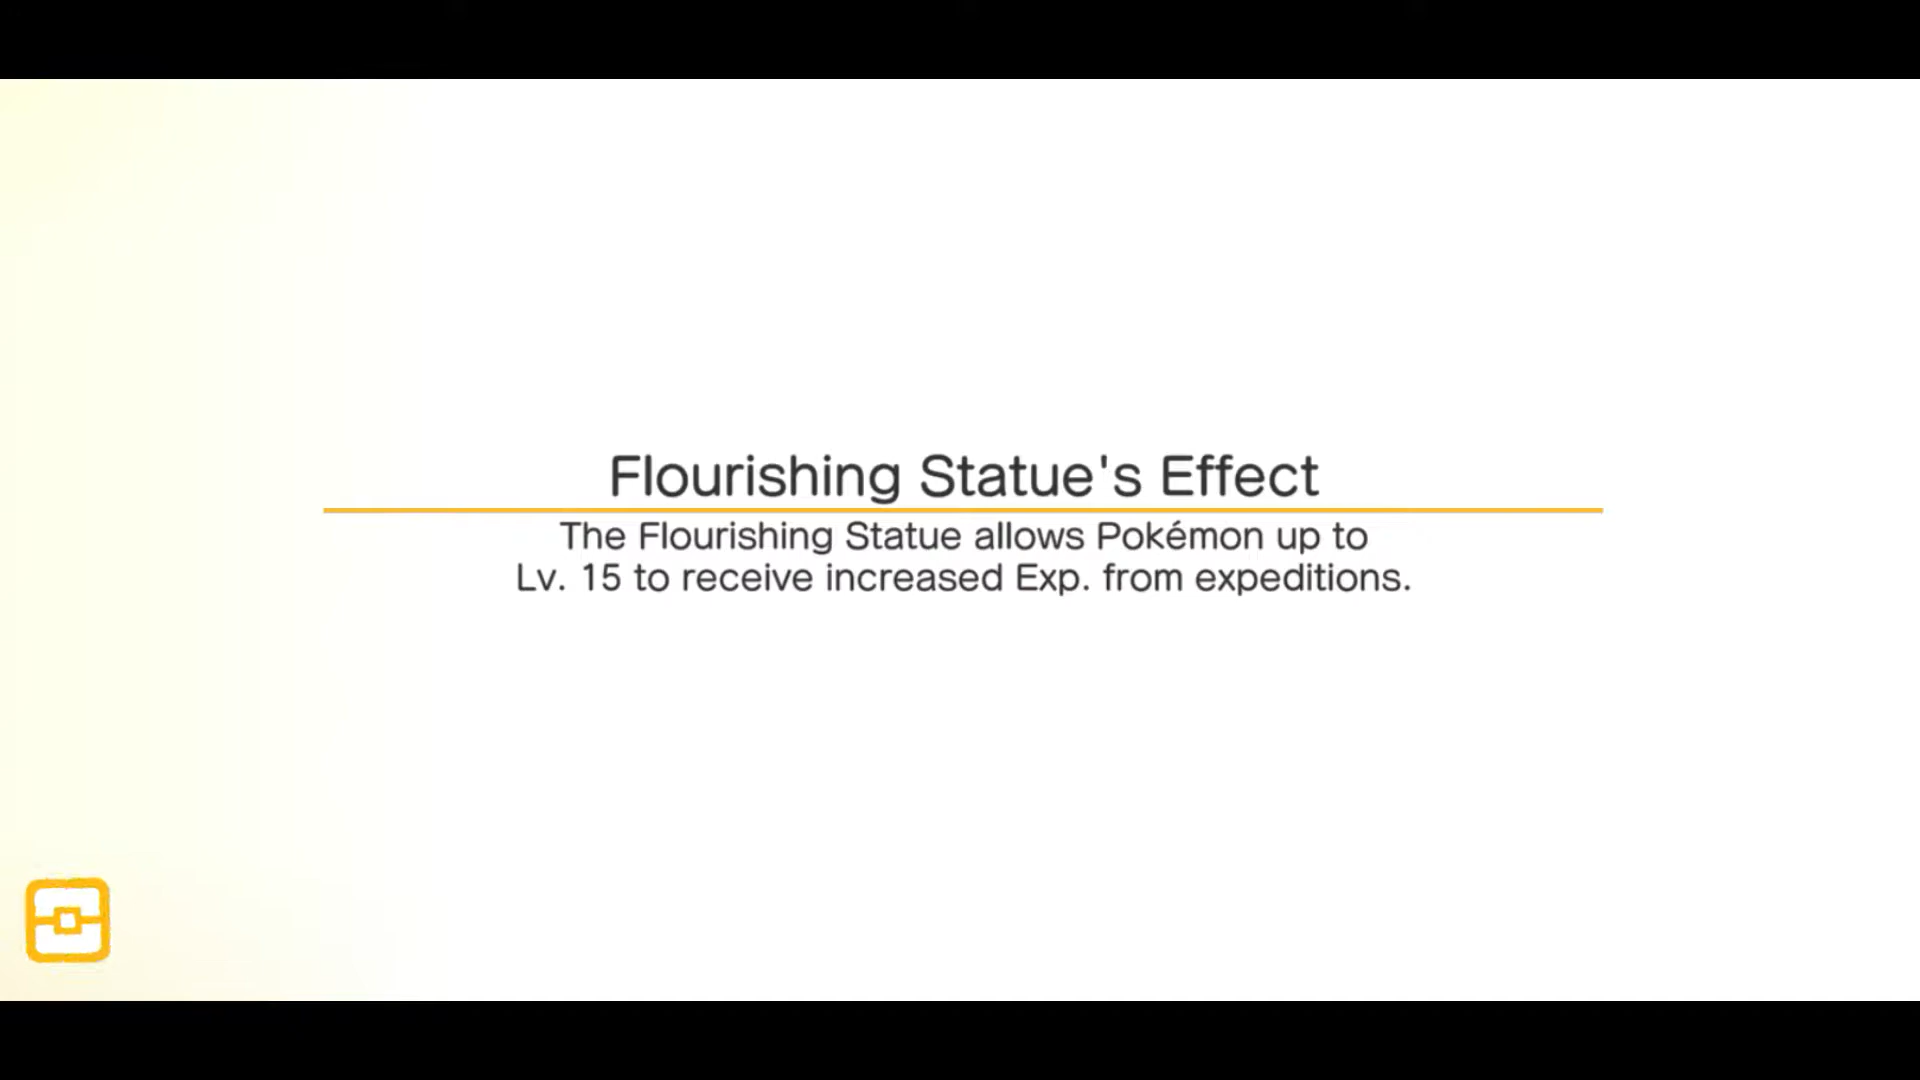 Flourishing Statue's Effect
The Flourishing Statue allows Pokémon up to
Lv. 15 to receive increased Exp. from expeditions.